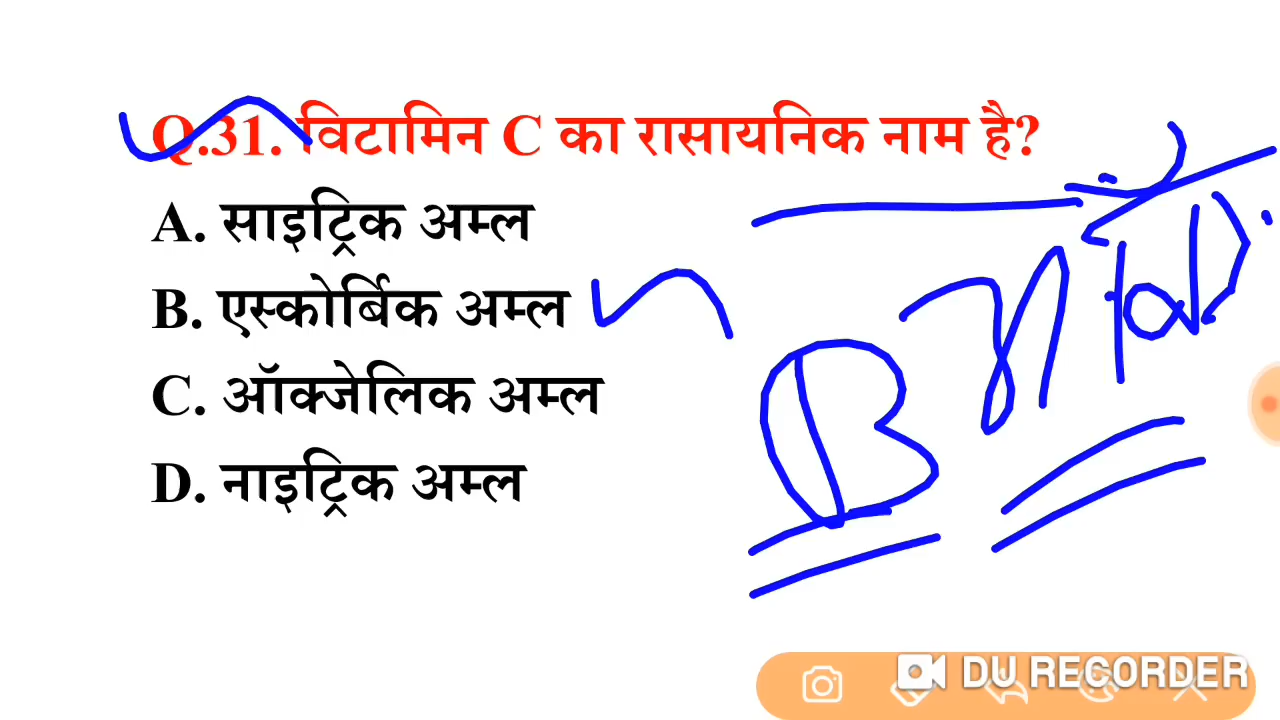 Q.31. विटामिन C का रासायनिक नाम है?
A. साइट्रिक अम्ल
B. एस्कोर्बिक अम्ल
C. ऑक्जेलिक अम्ल
D. नाइट्रिक अम्ल
B
DU RECORDER